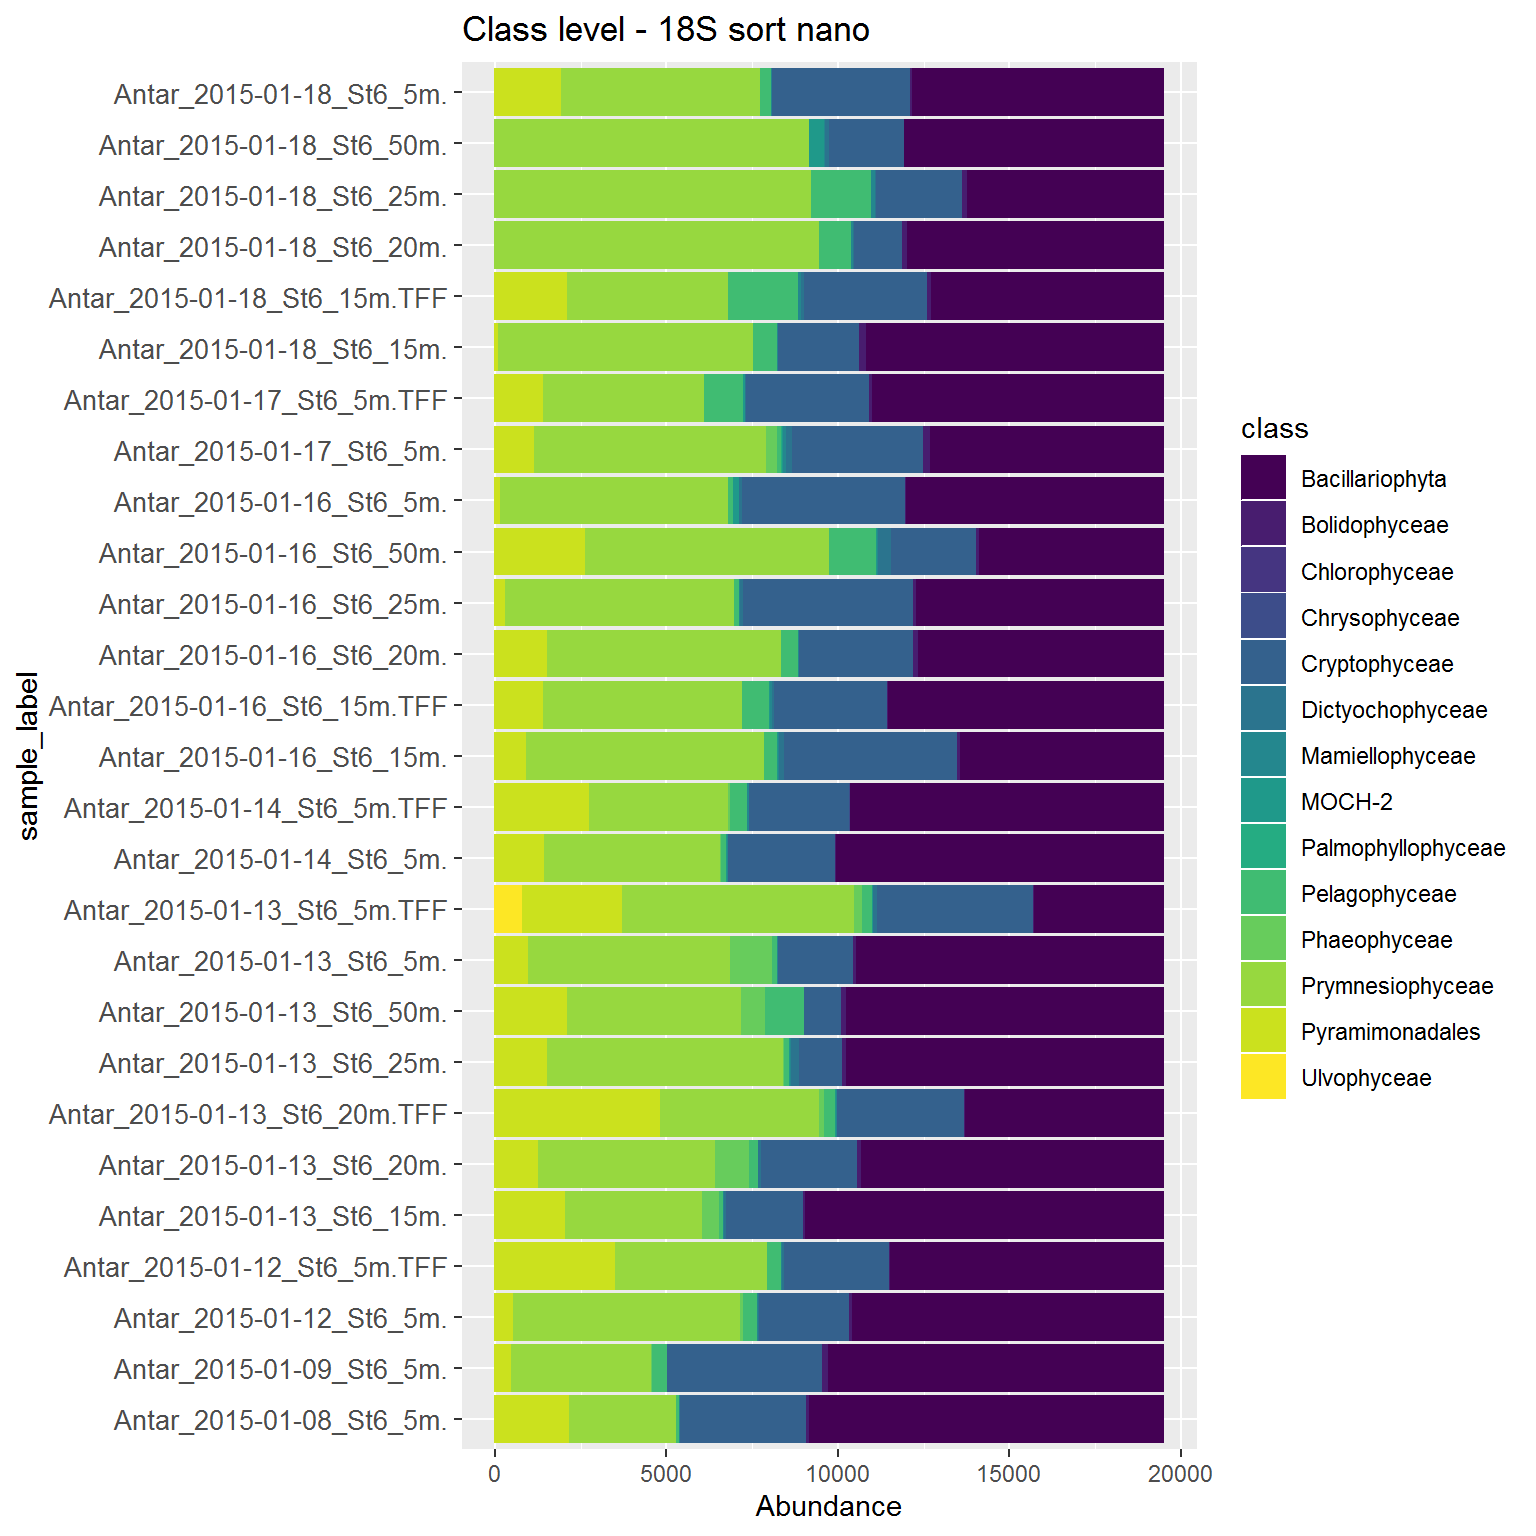 Class level - 18S sort nano
Antar_2015-01-18_St6_5m.
Antar_2015-01-18_St6_50m.
Antar_2015-01-18_St6_25m.
Antar_2015-01-18_St6_20m.
Antar_2015-01-18_St6_15m.TFF
Antar_2015-01-18_St6_15m.
Antar_2015-01-17_St6_5m.TFF
Antar_2015-01-17_St6_5m.
Antar_2015-01-16_St6_5m.
Antar_2015-01-16_St6_50m.
Antar_2015-01-16_St6_25m.
Antar_2015-01-16_St6_20m.
Antar_2015-01-16_St6_15m.TFF
Antar_2015-01-16_St6_15m.
Antar_2015-01-14_St6_5m.TFF
Antar_2015-01-14_St6_5m.
Antar_2015-01-13_St6_5m.TFF
Antar_2015-01-13_St6_5m.
Antar_2015-01-13_St6_50m.
Antar_2015-01-13_St6_25m.
Antar_2015-01-13_St6_20m.TFF
Antar_2015-01-13_St6_20m.
Antar_2015-01-13_St6_15m.
Antar_2015-01-12_St6_5m.TFF
Antar_2015-01-12_St6_5m.
Antar_2015-01-09_St6_5m.
Antar_2015-01-08_St6_5m.
sample_label
0 5000 10000 15000 20000
Abundance
class
Bacillariophyta
Bolidophyceae
Chlorophyceae
Chrysophyceae
Cryptophyceae
Dictyochophyceae
Mamiellophyceae
MOCH-2
Palmophyllophyceae
Pelagophyceae
Phaeophyceae
Prymnesiophyceae
Pyramimonadales
Ulvophyceae